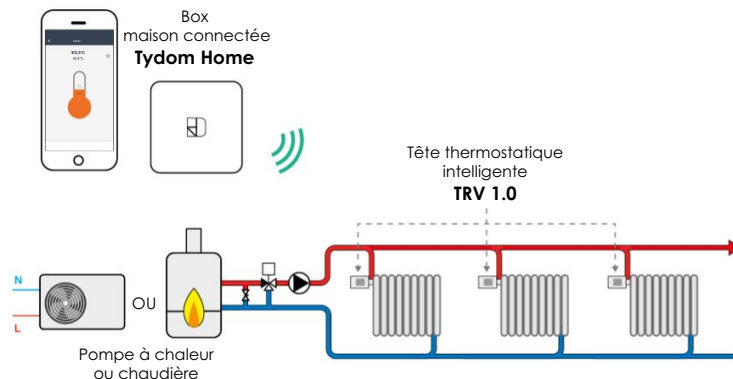 Box
maison connectée
Tydom Home
Tête thermostatique
intelligente
TRV 1.0
N
L
OU
Pompe à chaleur
ou chaudière